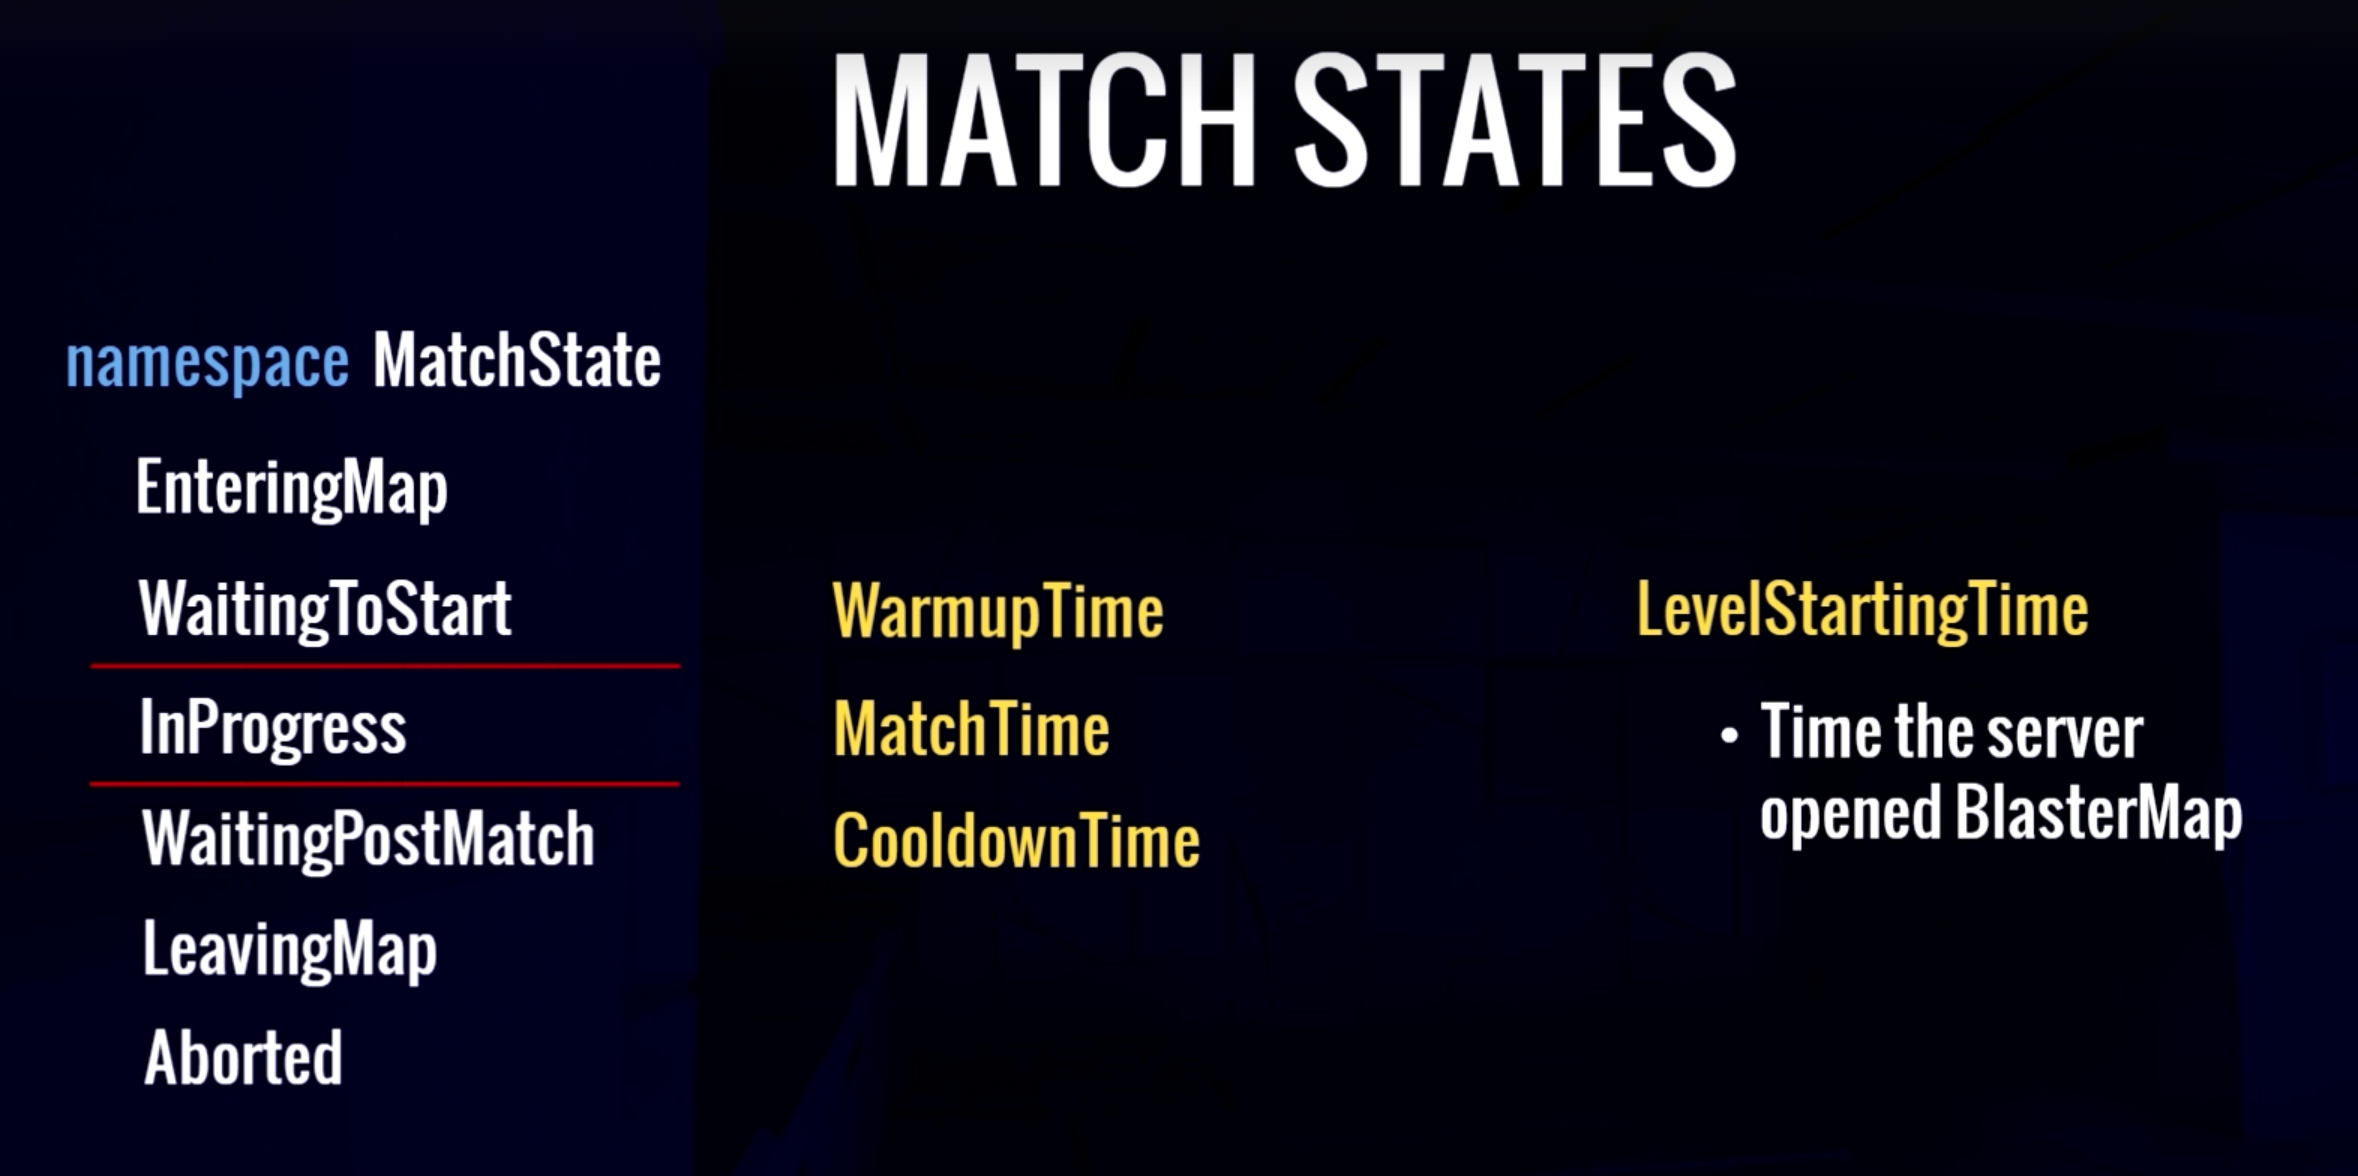 MATCH STATES
namespace MatchState
EnteringMap
WaitingToStart
InProgress
WaitingPostMatch
LeavingMap
Aborted
WarmupTime
MatchTime
CooldownTime
LevelStartingTime
• Time the server
opened BlasterMap